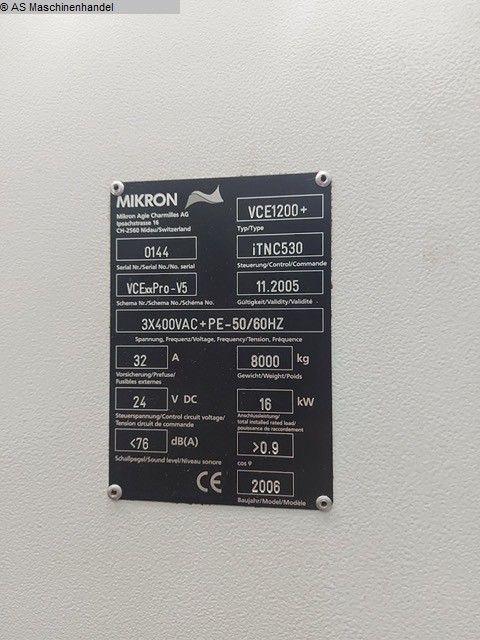 © AS Maschinenhandel
MIKRON
Mikron Agie Charmilles AG
Ipsachstrasse 16
CH-2560 Nidau/Switzerland
VCE1200+
Typ/Type
0144
Serial Nr./Serial No./No. serial
iTNC530
Steuerung/Control/Commande
VCExxPro-V5
Schema Nr./Schema No./Schéma No.
11.2005
Gültigkeit/Validity/Validité
3X400VAC+PE-50/60HZ
Spannung, Frequenz/Voltage, Frequency/Tension, Fréquence
32 A
Vorsicherung/Prefuse/
Fusibles externes
8000 kg
Gewicht/Weight/Poids
24 V DC
Steuerspannung/Control circuit voltage/
Tension circuit de commande
16 kW
Anschlussleistung/
total installed rated load/
pouissance de raccordement
<76 dB(A)
Schallpegel/Sound level/Niveau sonore
>0.9
cos φ
CE
2006
Baujahr/Model/Modèle